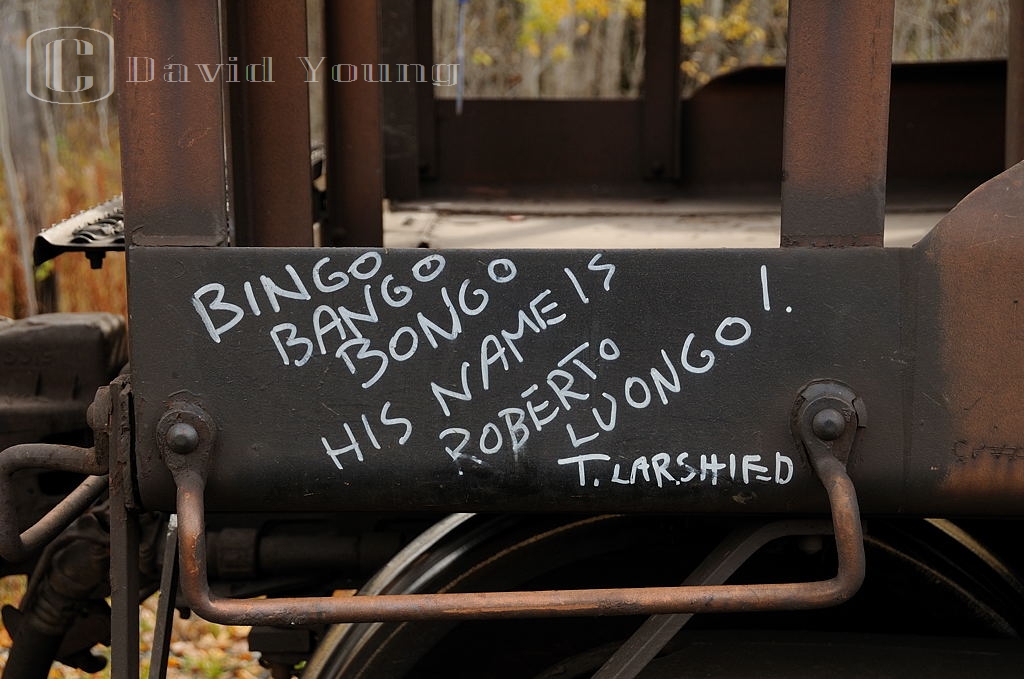 C David Young
BINGO
BANGO
BONGO
HIS NAME IS
ROBERTO
LUONGO!.
T. LARSHIED